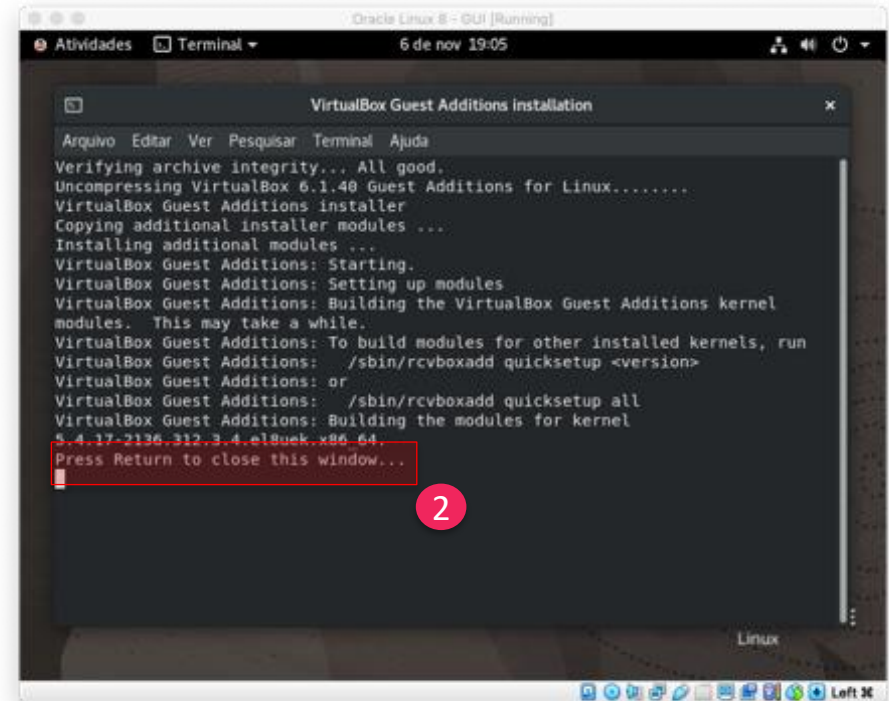 Oracle Linux 8 - GUI [Running]
Atividades Terminal 6 de nov 19:05
VirtualBox Guest Additions installation ×
Arquivo Editar Ver Pesquisar Terminal Ajuda
Verifying archive integrity... All good.
Uncompressing VirtualBox 6.1.40 Guest Additions for Linux........
VirtualBox Guest Additions installer
Copying additional installer modules ...
Installing additional modules ...
VirtualBox Guest Additions: Starting.
VirtualBox Guest Additions: Setting up modules
VirtualBox Guest Additions: Building the VirtualBox Guest Additions kernel
modules.  This may take a while.
VirtualBox Guest Additions: To build modules for other installed kernels, run
VirtualBox Guest Additions:   /sbin/rcvboxadd quicksetup <version>
VirtualBox Guest Additions: or
VirtualBox Guest Additions:   /sbin/rcvboxadd quicksetup all
VirtualBox Guest Additions: Building the modules for kernel
5.4.17-2136.312.3.4.el8uek.x86_64.
Press Return to close this window...
2
Linux
Left ⌘